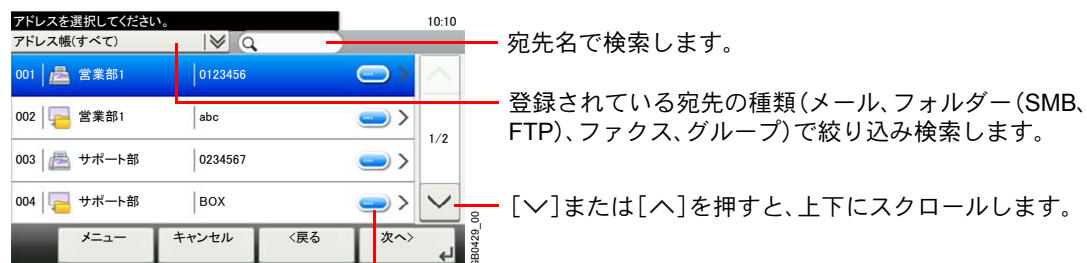 アドレスを選択してください。 10:10
アドレス帳(すべて)
宛先名で検索します。
001 営業部1 0123456
002 営業部1 abc
登録されている宛先の種類(メール、フォルダー(SMB、
FTP)、ファクス、グループ)で絞り込み検索します。
1/2
003 サポート部 0234567
004 サポート部 BOX
[∨]または[∧]を押すと、上下にスクロールします。
メニュー キャンセル <戻る 次へ>
GB0429_00